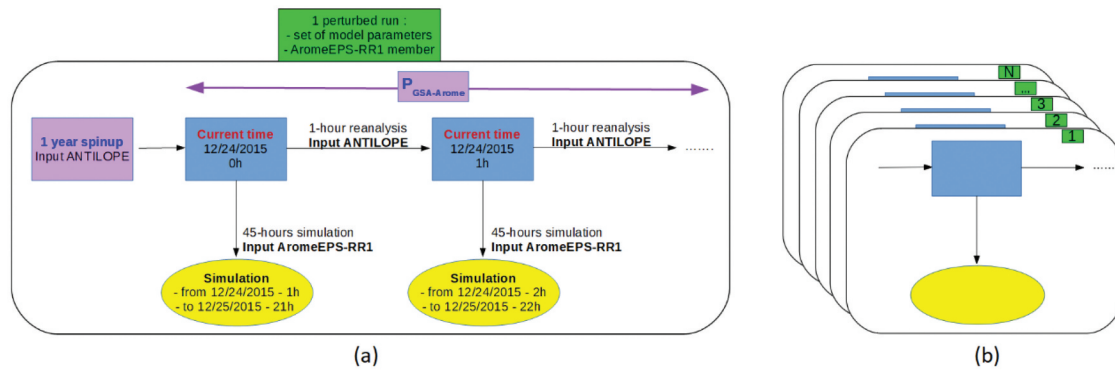 1 perturbed run :
- set of model parameters
- AromeEPS-RR1 member
P GSA-Arome
1 year spinup
Input ANTILOPE
Current time
12/24/2015
0h
1-hour reanalysis
Input ANTILOPE
Current time
12/24/2015
1h
1-hour reanalysis
Input ANTILOPE
.......
45-hours simulation
Input AromeEPS-RR1
45-hours simulation
Input AromeEPS-RR1
Simulation
- from 12/24/2015 - 1h
- to 12/25/2015 - 21h
Simulation
- from 12/24/2015 - 2h
- to 12/25/2015 - 22h
(a)
N
...
3
2
1
......
(b)